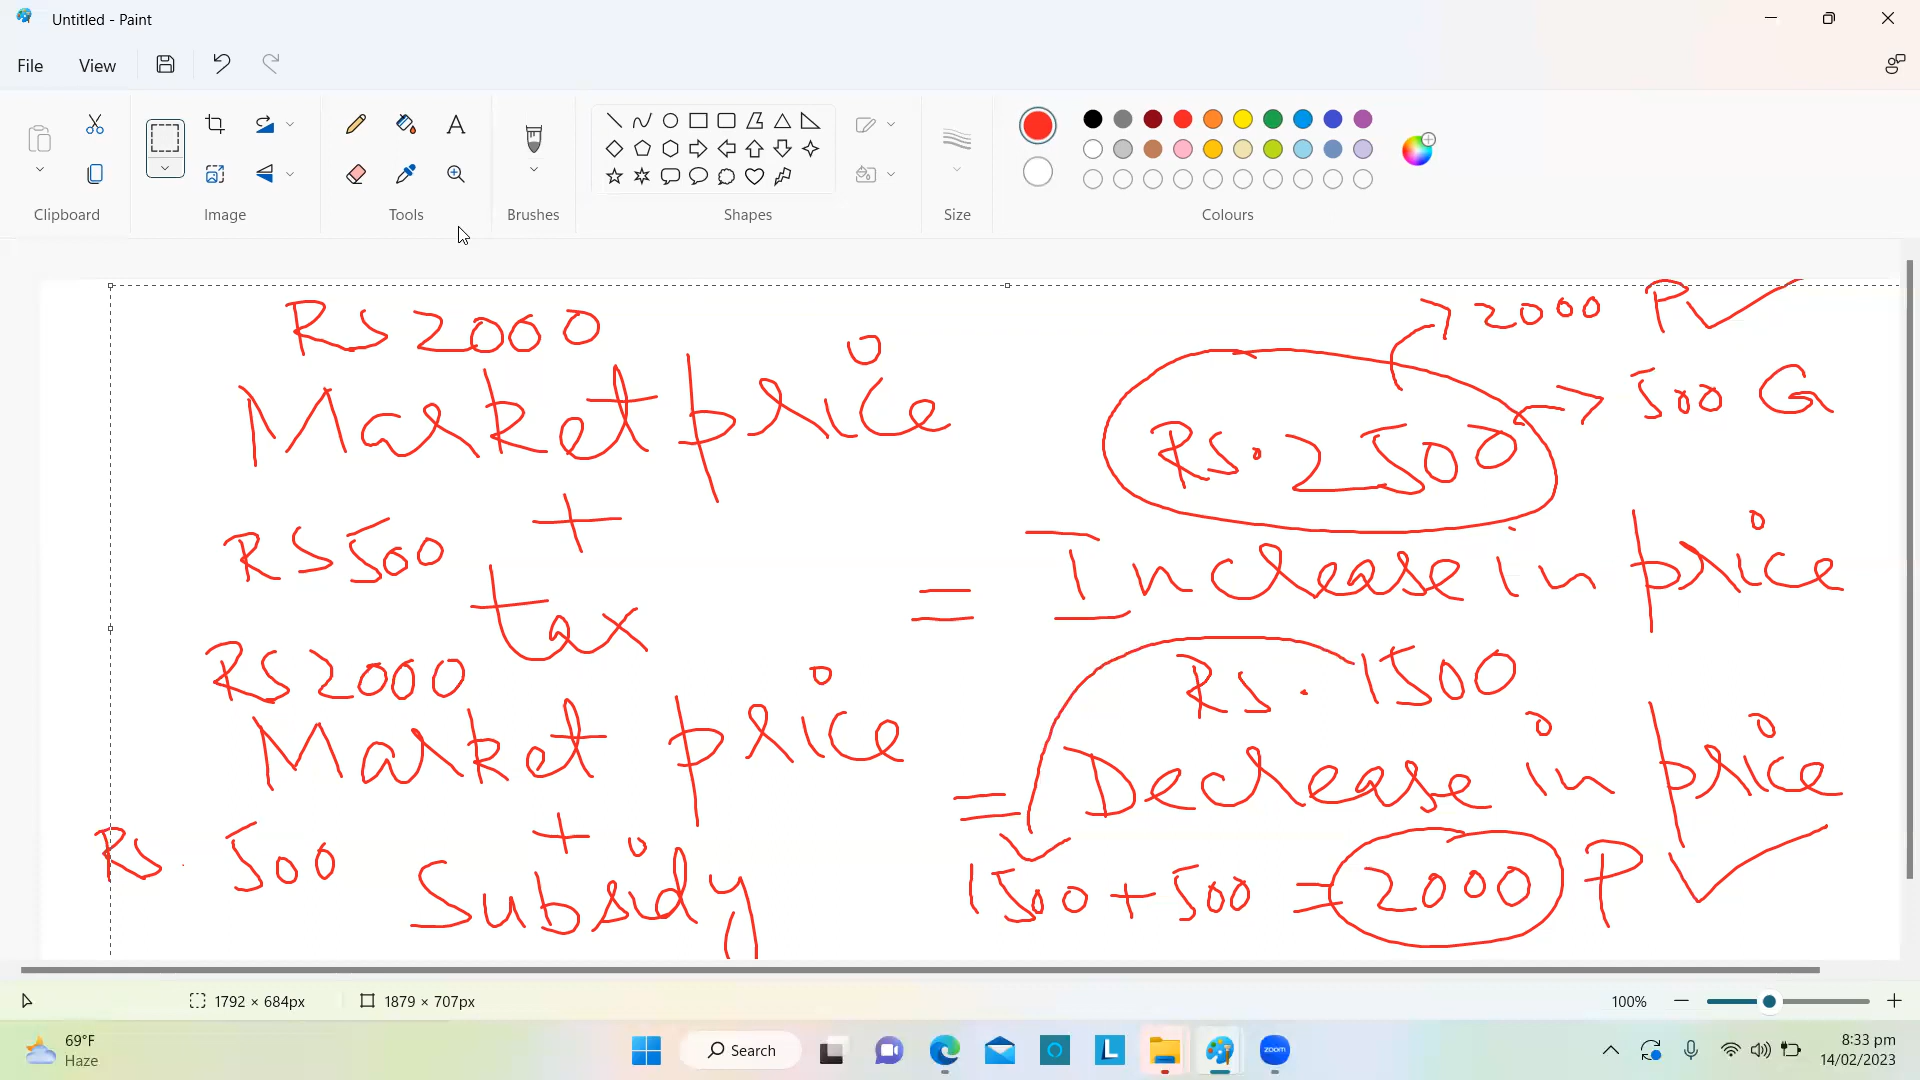 Untitled - Paint
File View
Clipboard Image Tools Brushes Shapes Size Colours
RS 2000
→ 2000 P ✓
Market price
→ 500 G
Rs. 2500
+
RS 500
tax
= Increase in price
RS 2000
Rs. 1500
Market price
= Decrease in price
+
Rs. 500 Subsidy
1500 + 500 = 2000 P ✓
1792 × 684px 1879 × 707px 100%
69°F
Haze
Search
zoom
8:33 pm
14/02/2023